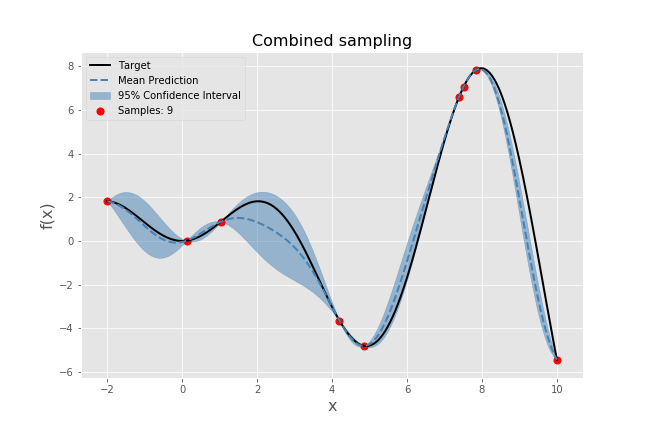 Combined sampling
Target
Mean Prediction
95% Confidence Interval
Samples: 9
f(x)
8
6
4
2
0
−2
−4
−6
−2
0
2
4
6
8
10
x